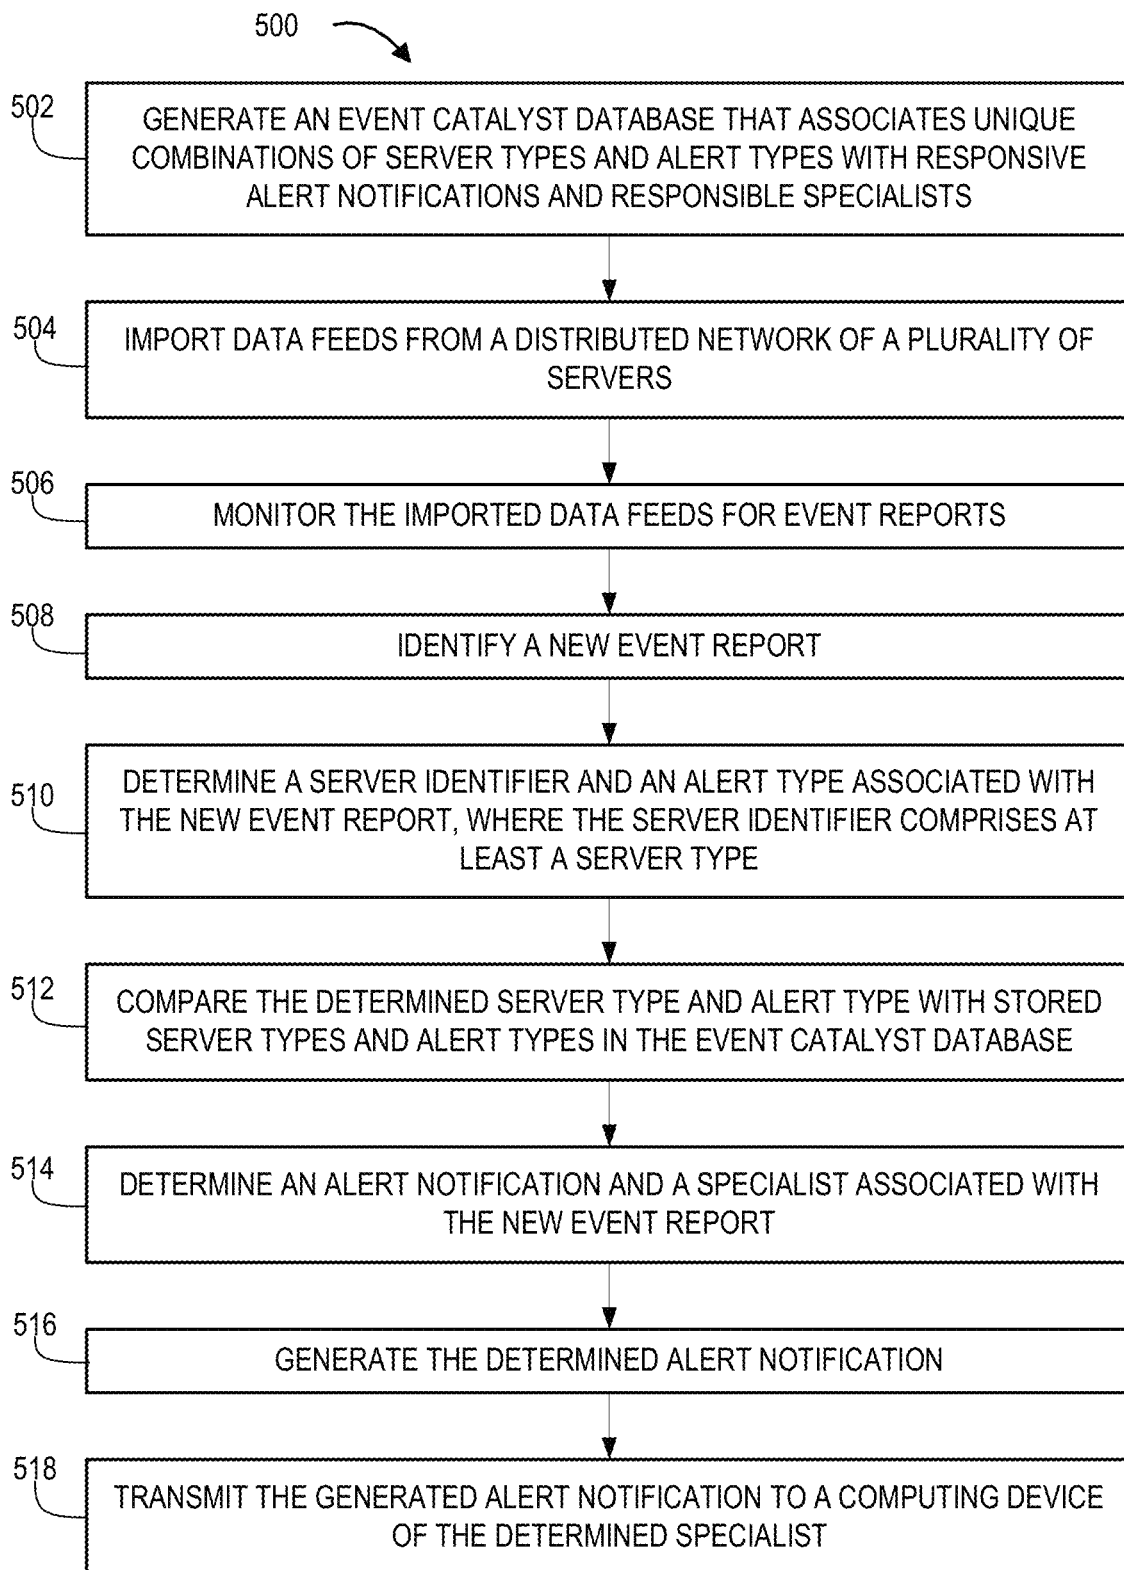 500
502
GENERATE AN EVENT CATALYST DATABASE THAT ASSOCIATES UNIQUE
COMBINATIONS OF SERVER TYPES AND ALERT TYPES WITH RESPONSIVE
ALERT NOTIFICATIONS AND RESPONSIBLE SPECIALISTS
504
IMPORT DATA FEEDS FROM A DISTRIBUTED NETWORK OF A PLURALITY OF
SERVERS
506
MONITOR THE IMPORTED DATA FEEDS FOR EVENT REPORTS
508
IDENTIFY A NEW EVENT REPORT
510
DETERMINE A SERVER IDENTIFIER AND AN ALERT TYPE ASSOCIATED WITH
THE NEW EVENT REPORT, WHERE THE SERVER IDENTIFIER COMPRISES AT
LEAST A SERVER TYPE
512
COMPARE THE DETERMINED SERVER TYPE AND ALERT TYPE WITH STORED
SERVER TYPES AND ALERT TYPES IN THE EVENT CATALYST DATABASE
514
DETERMINE AN ALERT NOTIFICATION AND A SPECIALIST ASSOCIATED WITH
THE NEW EVENT REPORT
516
GENERATE THE DETERMINED ALERT NOTIFICATION
518
TRANSMIT THE GENERATED ALERT NOTIFICATION TO A COMPUTING DEVICE
OF THE DETERMINED SPECIALIST